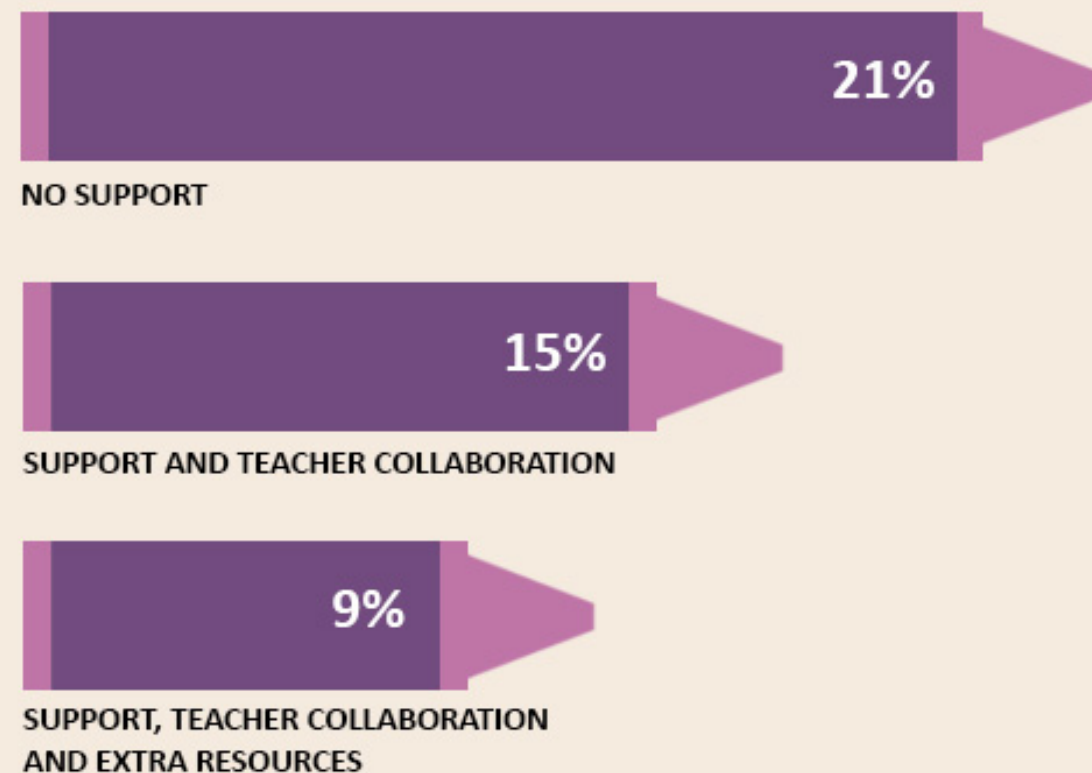 21%
NO SUPPORT
15%
SUPPORT AND TEACHER COLLABORATION
9%
SUPPORT, TEACHER COLLABORATION
AND EXTRA RESOURCES